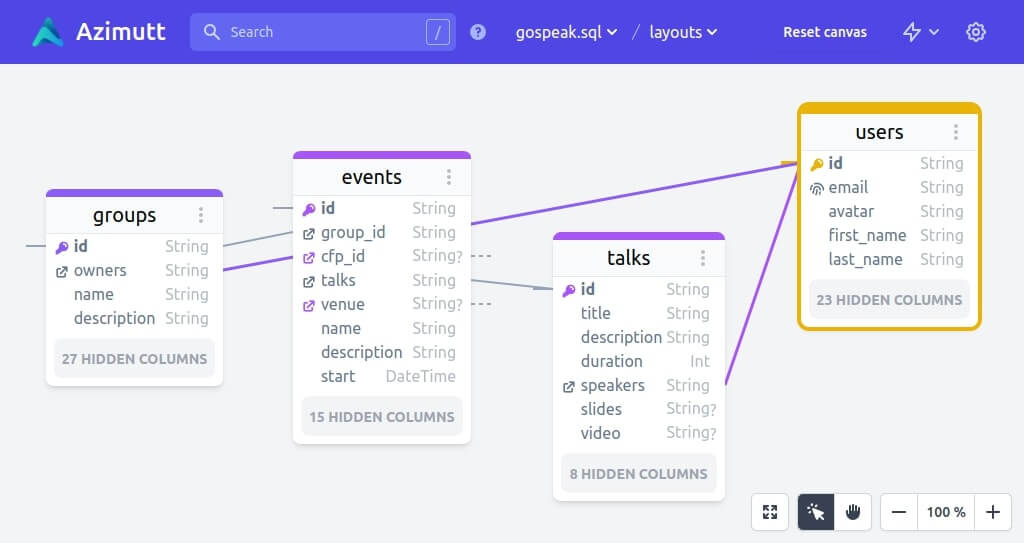 Azimutt
Search
/
?
gospeak.sql / layouts
Reset canvas
groups
id String
owners String
name String
description String
27 HIDDEN COLUMNS
events
id String
group_id String
cfp_id String?
talks String
venue String?
name String
description String
start DateTime
15 HIDDEN COLUMNS
talks
id String
title String
description String
duration Int
speakers String
slides String?
video String?
8 HIDDEN COLUMNS
users
id String
email String
avatar String
first_name String
last_name String
23 HIDDEN COLUMNS
100 %